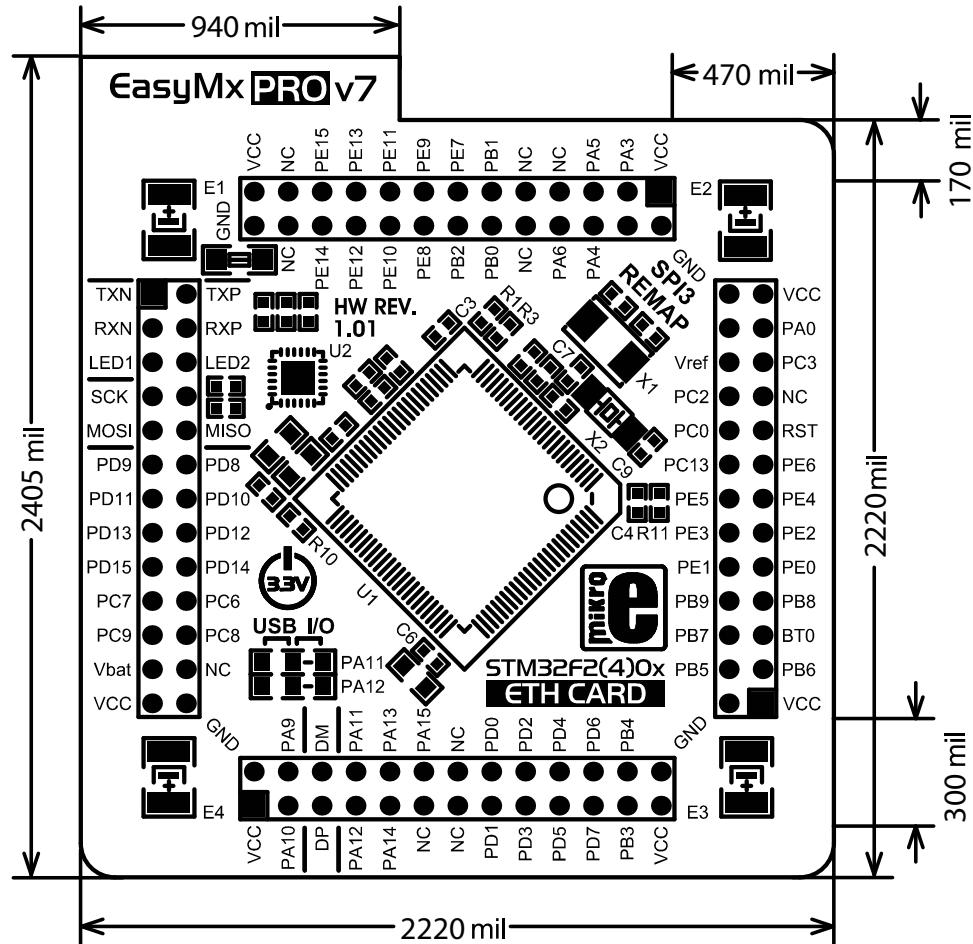 940 mil
470 mil
170 mil
EasyMx PRO v7
VCC NC PE15 PE13 PE11 PE9 PE7 PB1 NC NC PA5 PA3 VCC
E1
E2
GND NC PE14 PE12 PE10 PE8 PB2 PB0 NC PA6 PA4 GND
SPI3
REMAP
HW REV.
1.01
U2
C3
R1R3
C7
X1
X2
C9
TXN TXP
RXN RXP
LED1 LED2
SCK
MOSI MISO
PD9 PD8
PD11 PD10
PD13 PD12
PD15 PD14
PC7 PC6
PC9 PC8
Vbat NC
VCC
GND
VCC
PA0
Vref PC3
PC2 NC
PC0 RST
PC13 PE6
PE5 PE4
PE3 PE2
PE1 PE0
PB9 PB8
PB7 BT0
PB5 PB6
VCC
GND
C4 R11
R10
U1
3.3V
C6
USB I/O
PA11
PA12
mikro
e
STM32F2(4)0x
ETH CARD
PA9 DM PA11 PA13 PA15 NC PD0 PD2 PD4 PD6 PB4
E4
E3
VCC PA10 DP PA12 PA14 NC NC PD1 PD3 PD5 PD7 PB3 VCC
2405 mil
2220 mil
300 mil
2220 mil